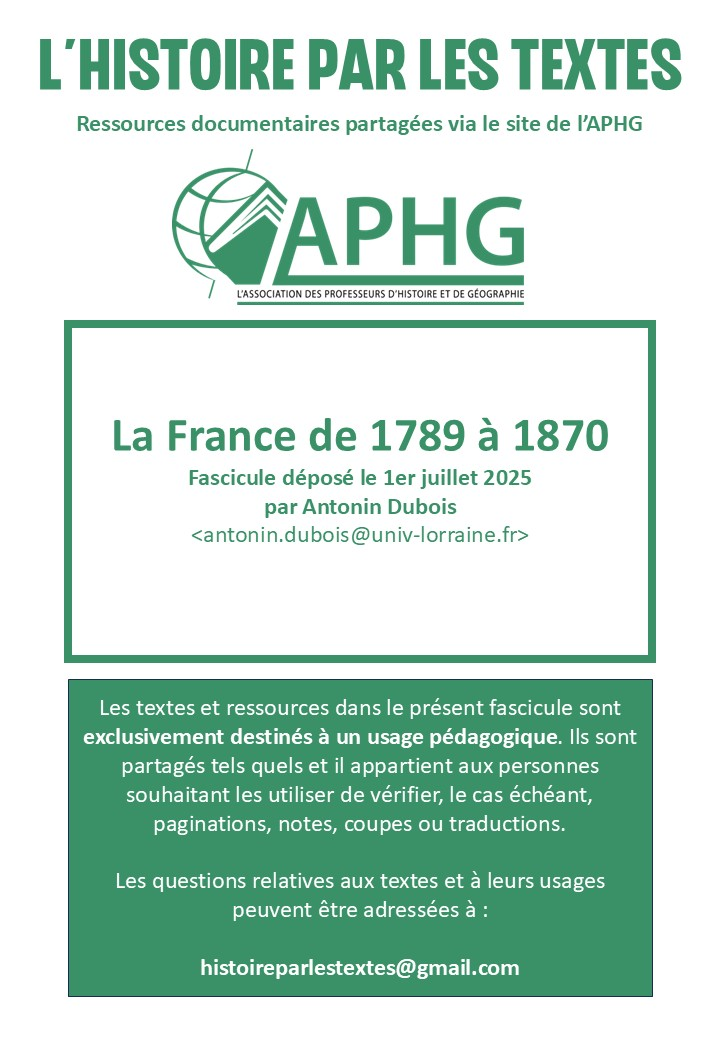 L'HISTOIRE PAR LES TEXTES
Ressources documentaires partagées via le site de l'APHG
APHG
L'ASSOCIATION DES PROFESSEURS D'HISTOIRE ET DE GÉOGRAPHIE
La France de 1789 à 1870
Fascicule déposé le 1er juillet 2025
par Antonin Dubois
<antonin.dubois@univ-lorraine.fr>
Les textes et ressources dans le présent fascicule sont
exclusivement destinés à un usage pédagogique. Ils sont
partagés tels quels et il appartient aux personnes
souhaitant les utiliser de vérifier, le cas échéant,
paginations, notes, coupes ou traductions.
Les questions relatives aux textes et à leurs usages
peuvent être adressées à :
histoireparlestextes@gmail.com